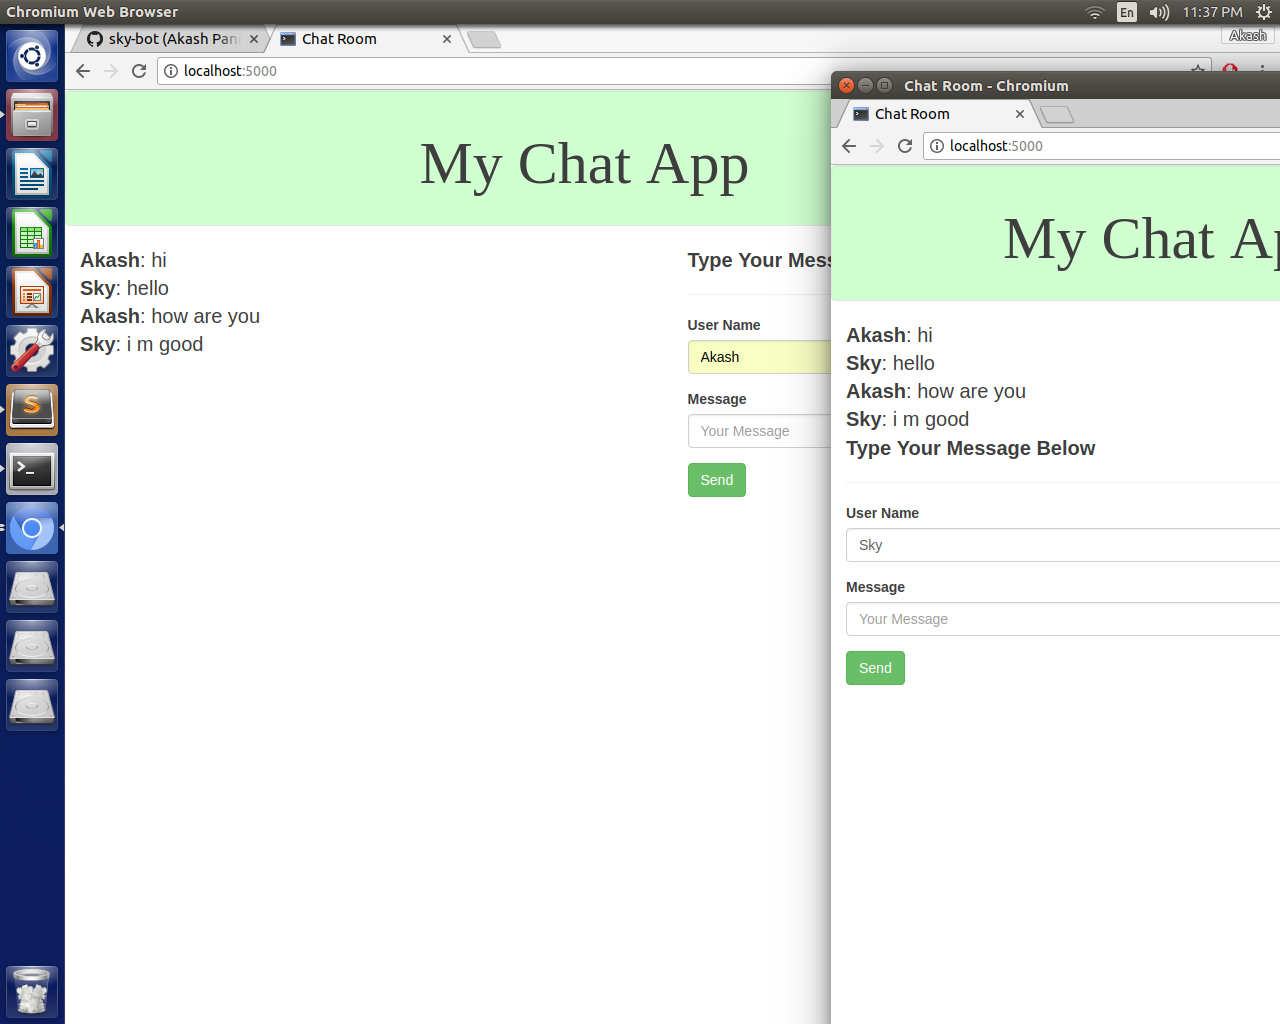 Chromium Web Browser
En
11:37 PM
sky-bot (Akash Pan
Chat Room
Akash
localhost:5000
My Chat App
Akash: hi
Sky: hello
Akash: how are you
Sky: i m good
Type Your Mess
User Name
Akash
Message
Your Message
Send
Chat Room - Chromium
Chat Room
localhost:5000
My Chat Ap
Akash: hi
Sky: hello
Akash: how are you
Sky: i m good
Type Your Message Below
User Name
Sky
Message
Your Message
Send